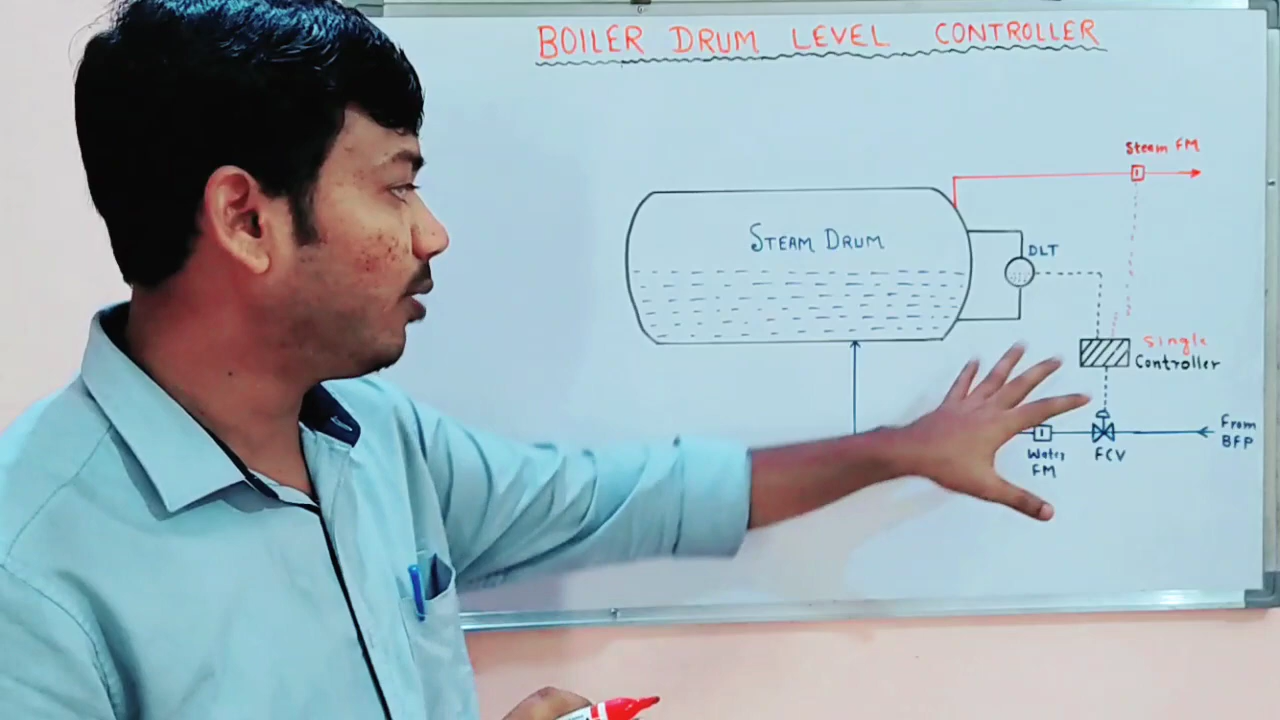 BOILER DRUM LEVEL CONTROLLER
Steam FM
STEAM DRUM
DLT
Single
Controller
From
BFP
Water
FM
FCV